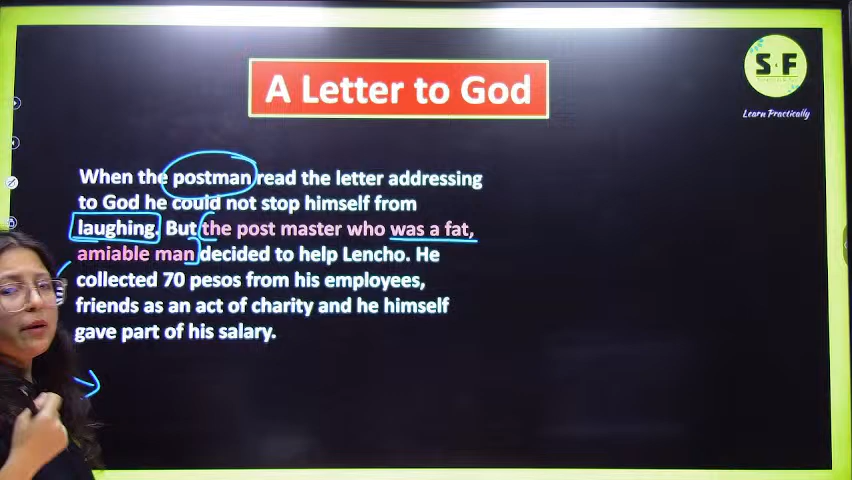 A Letter to God
S F
Learn Practically
When the postman read the letter addressing
to God he could not stop himself from
laughing. But the post master who was a fat,
amiable man decided to help Lencho. He
collected 70 pesos from his employees,
friends as an act of charity and he himself
gave part of his salary.